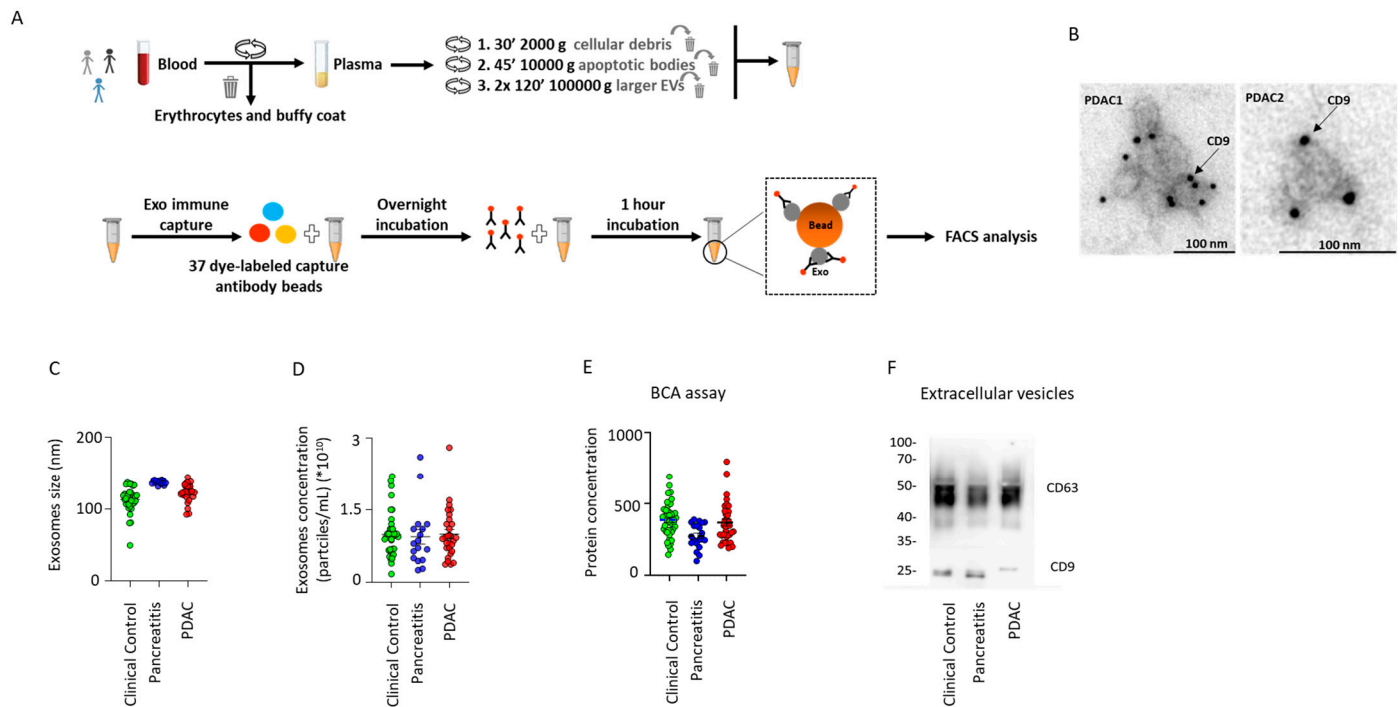 A
Blood
Plasma
Erythrocytes and buffy coat
1. 30' 2000 g cellular debris
2. 45' 10000 g apoptotic bodies
3. 2x 120' 100000 g larger EVs
Exo immune
capture
37 dye-labeled capture
antibody beads
Overnight
incubation
1 hour
incubation
Bead
Exo
FACS analysis
B
PDAC1
CD9
100 nm
PDAC2
CD9
100 nm
C
Exosomes size (nm)
200
100
0
Clinical Control
Pancreatitis
PDAC
D
Exosomes concentration
(partciles/mL) (*10¹⁰)
3
1.5
0
Clinical Control
Pancreatitis
PDAC
E
BCA assay
Protein concentration
1000
500
0
Clinical Control
Pancreatitis
PDAC
F
Extracellular vesicles
100-
70-
50-
40-
35-
25-
CD63
CD9
Clinical Control
Pancreatitis
PDAC